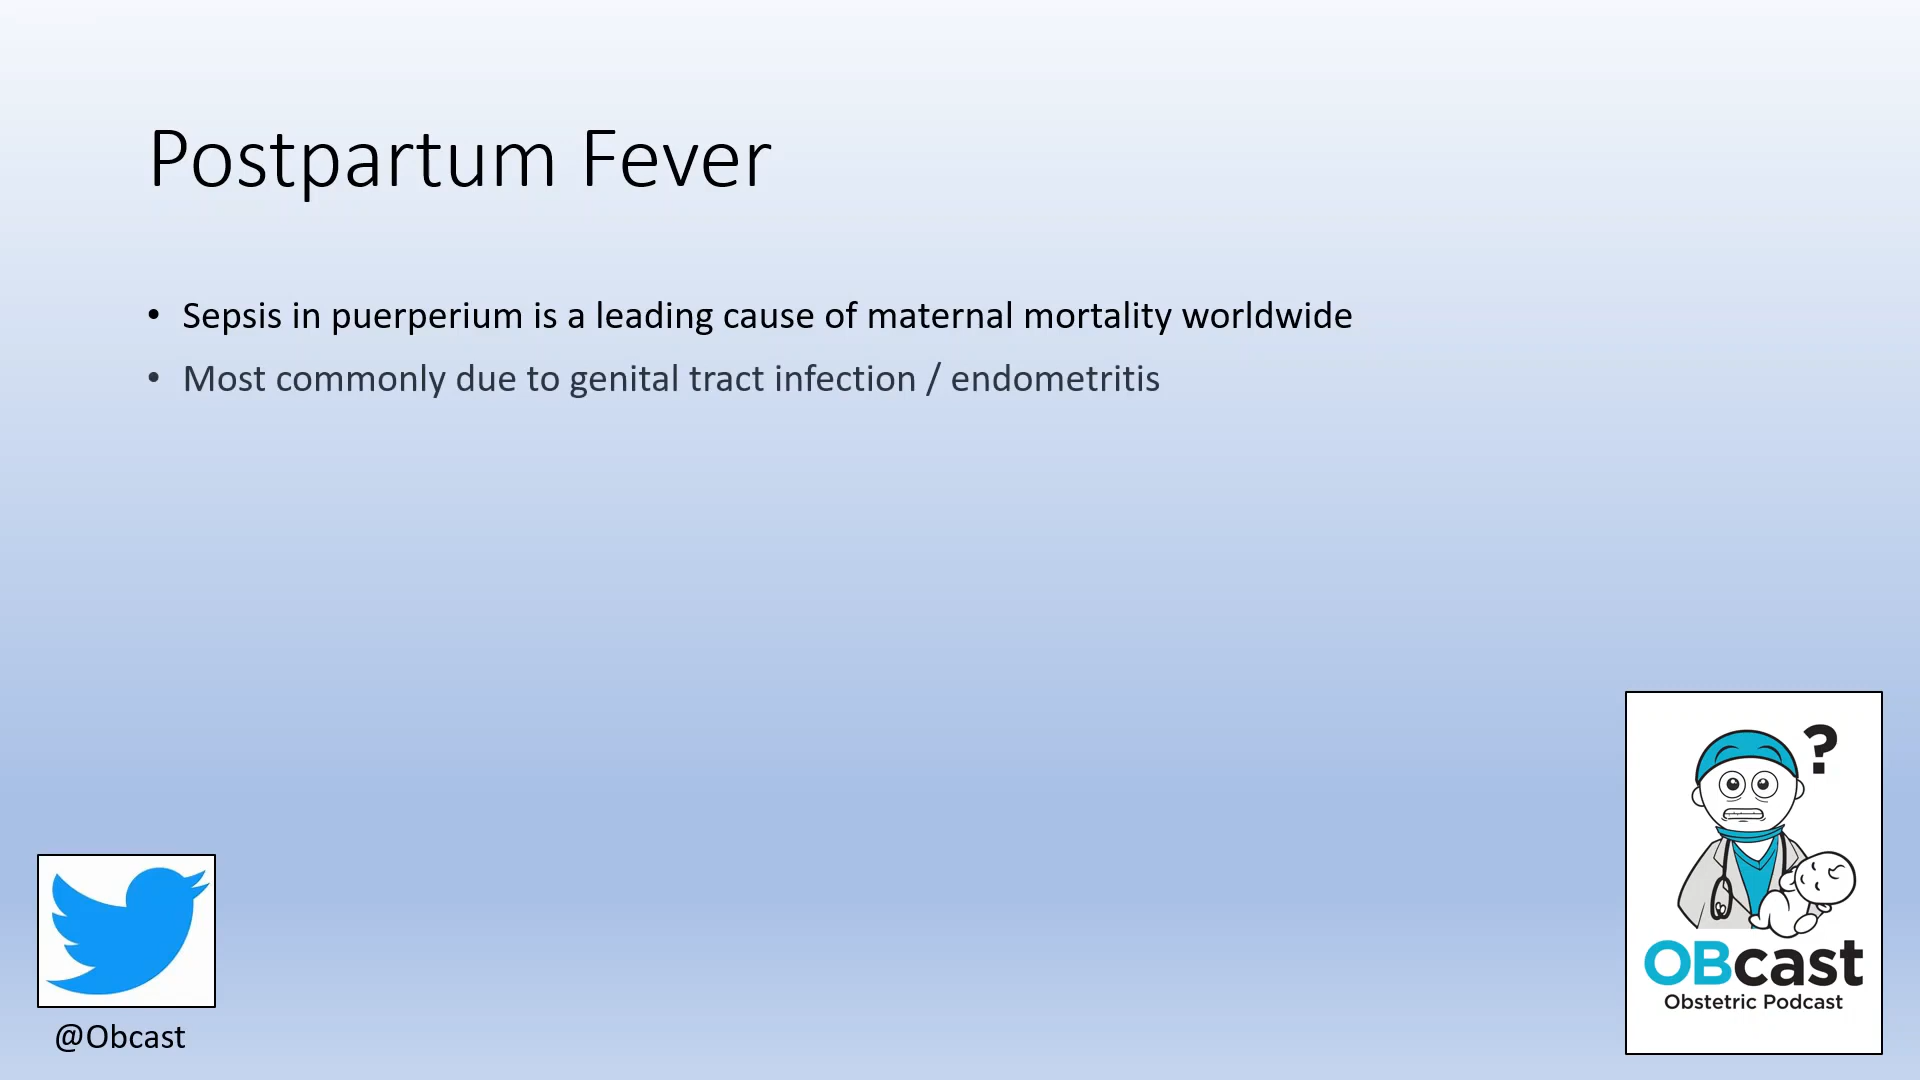 Postpartum Fever
• Sepsis in puerperium is a leading cause of maternal mortality worldwide
• Most commonly due to genital tract infection / endometritis
?
OBcast
Obstetric Podcast
@Obcast